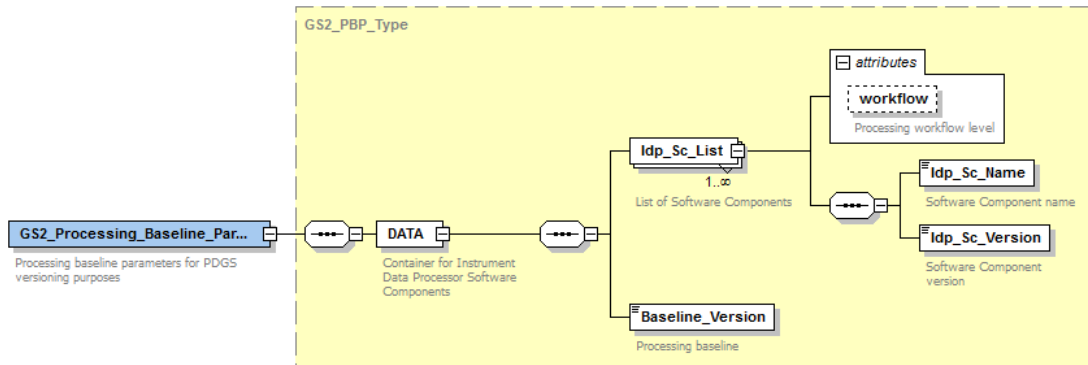 GS2_PBP_Type
attributes
workflow
Processing workflow level
Idp_Sc_List
1..∞
List of Software Components
Idp_Sc_Name
Software Component name
Idp_Sc_Version
Software Component
version
GS2_Processing_Baseline_Par...
Processing baseline parameters for PDGS
versioning purposes
DATA
Container for Instrument
Data Processor Software
Components
Baseline_Version
Processing baseline